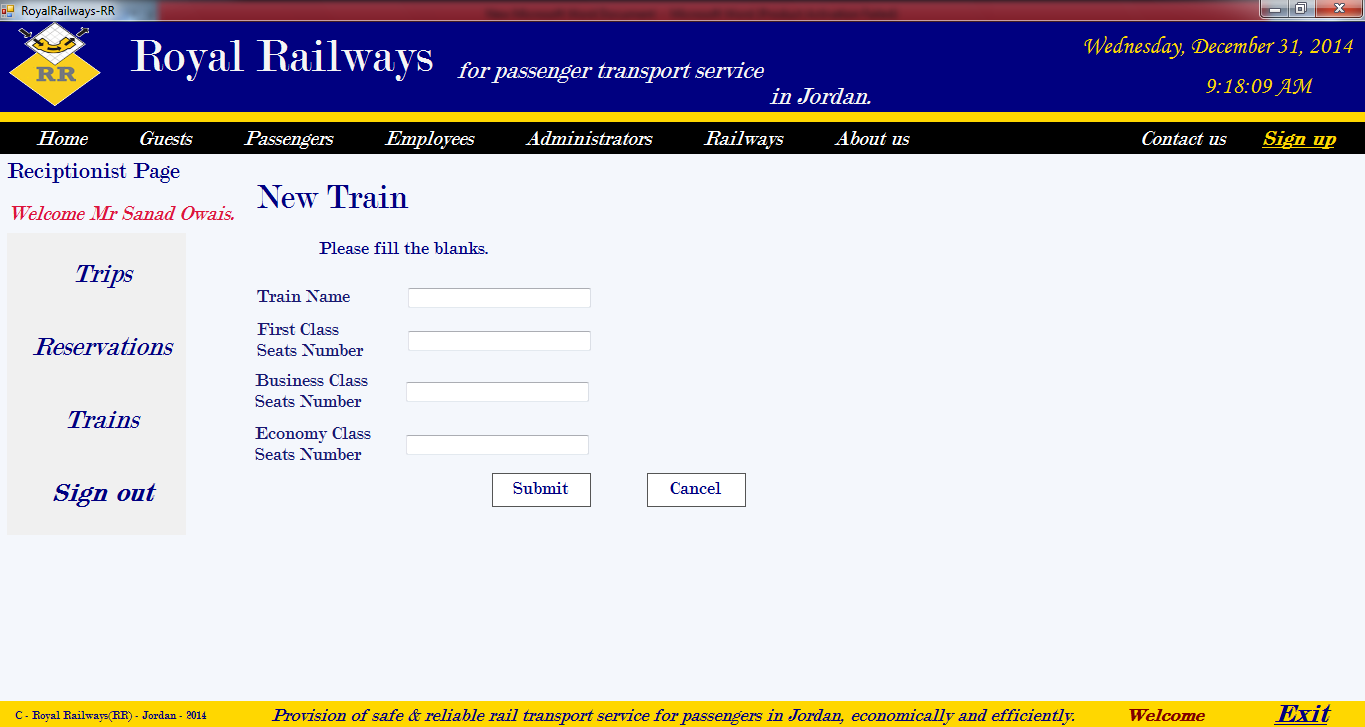 RoyalRailways-RR
RR
Royal Railways
for passenger transport service
in Jordan.
Wednesday, December 31, 2014
9:18:09 AM
Home Guests Passengers Employees Administrators Railways About us Contact us Sign up
Reciptionist Page
Welcome Mr Sanad Owais.
Trips
Reservations
Trains
Sign out
New Train
Please fill the blanks.
Train Name
First Class
Seats Number
Business Class
Seats Number
Economy Class
Seats Number
Submit Cancel
C - Royal Railways(RR) - Jordan - 2014 Provision of safe & reliable rail transport service for passengers in Jordan, economically and efficiently. Welcome Exit